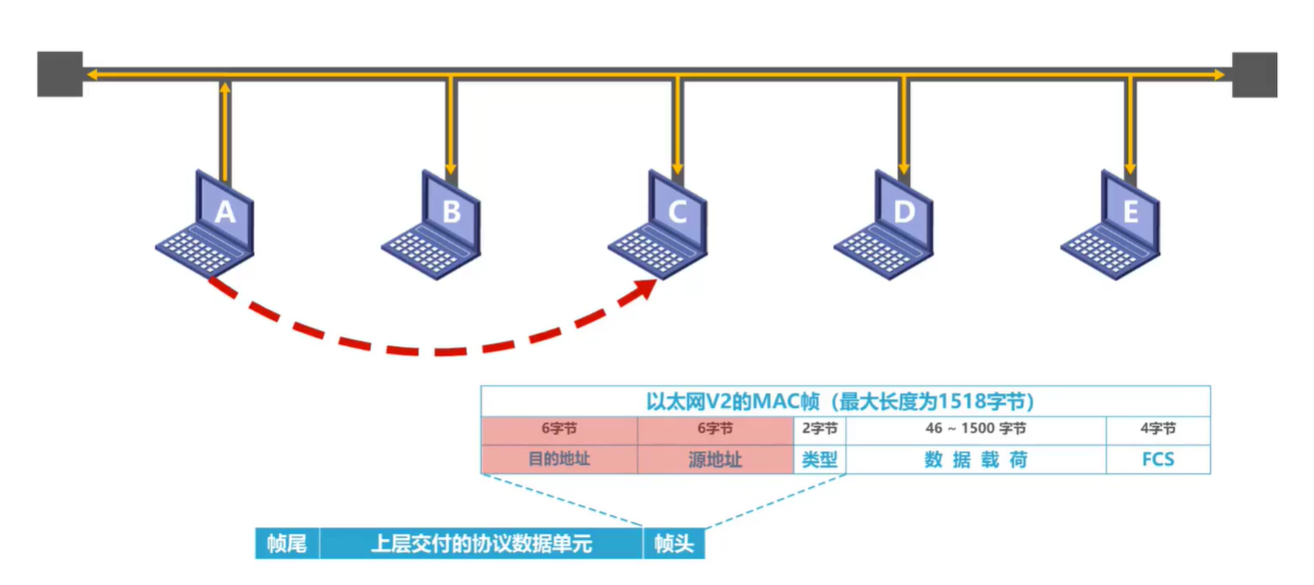 A B C D E
以太网V2的MAC帧（最大长度为1518字节）
6字节 6字节 2字节 46 ~ 1500 字节 4字节
目的地址 源地址 类型 数 据 载 荷 FCS
帧尾 上层交付的协议数据单元 帧头